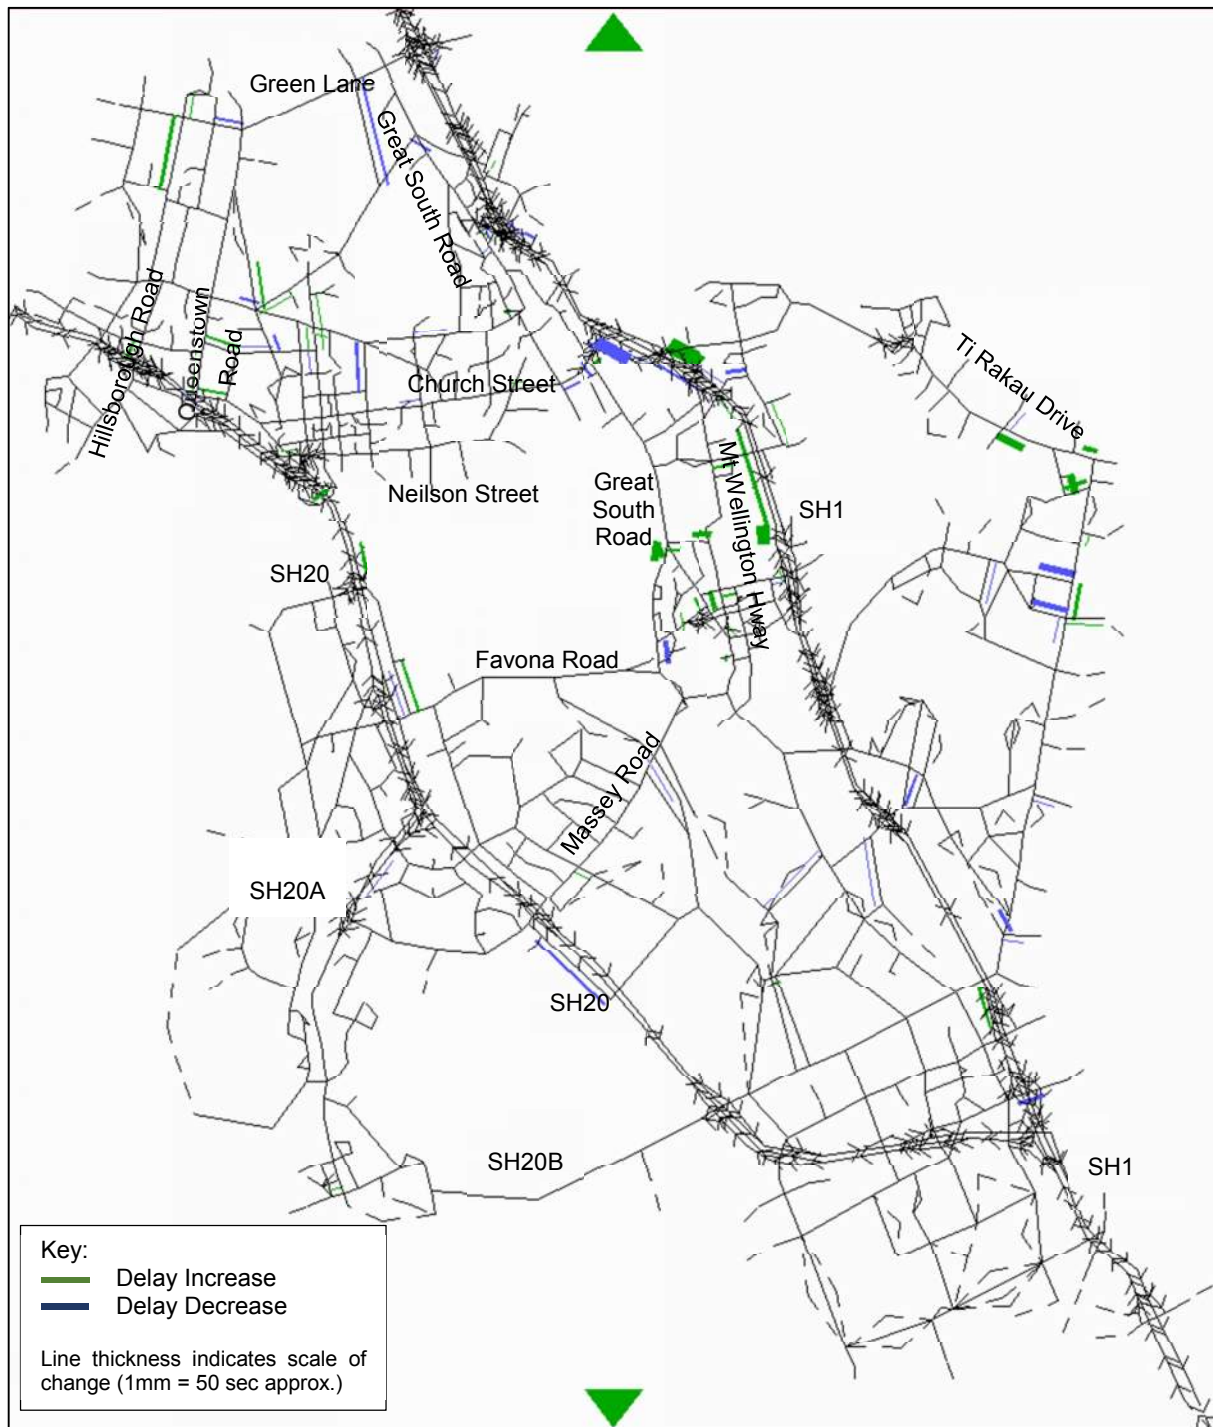 Green Lane
Great South Road
Hillsborough Road
Queenstown
Road
Church Street
Ti Rakau Drive
Neilson Street
Great
South
Road
Mt Wellington Hway
SH1
SH20
Favona Road
Massey Road
SH20A
SH20
SH20B
SH1
Key:
Delay Increase
Delay Decrease
Line thickness indicates scale of
change (1mm = 50 sec approx.)